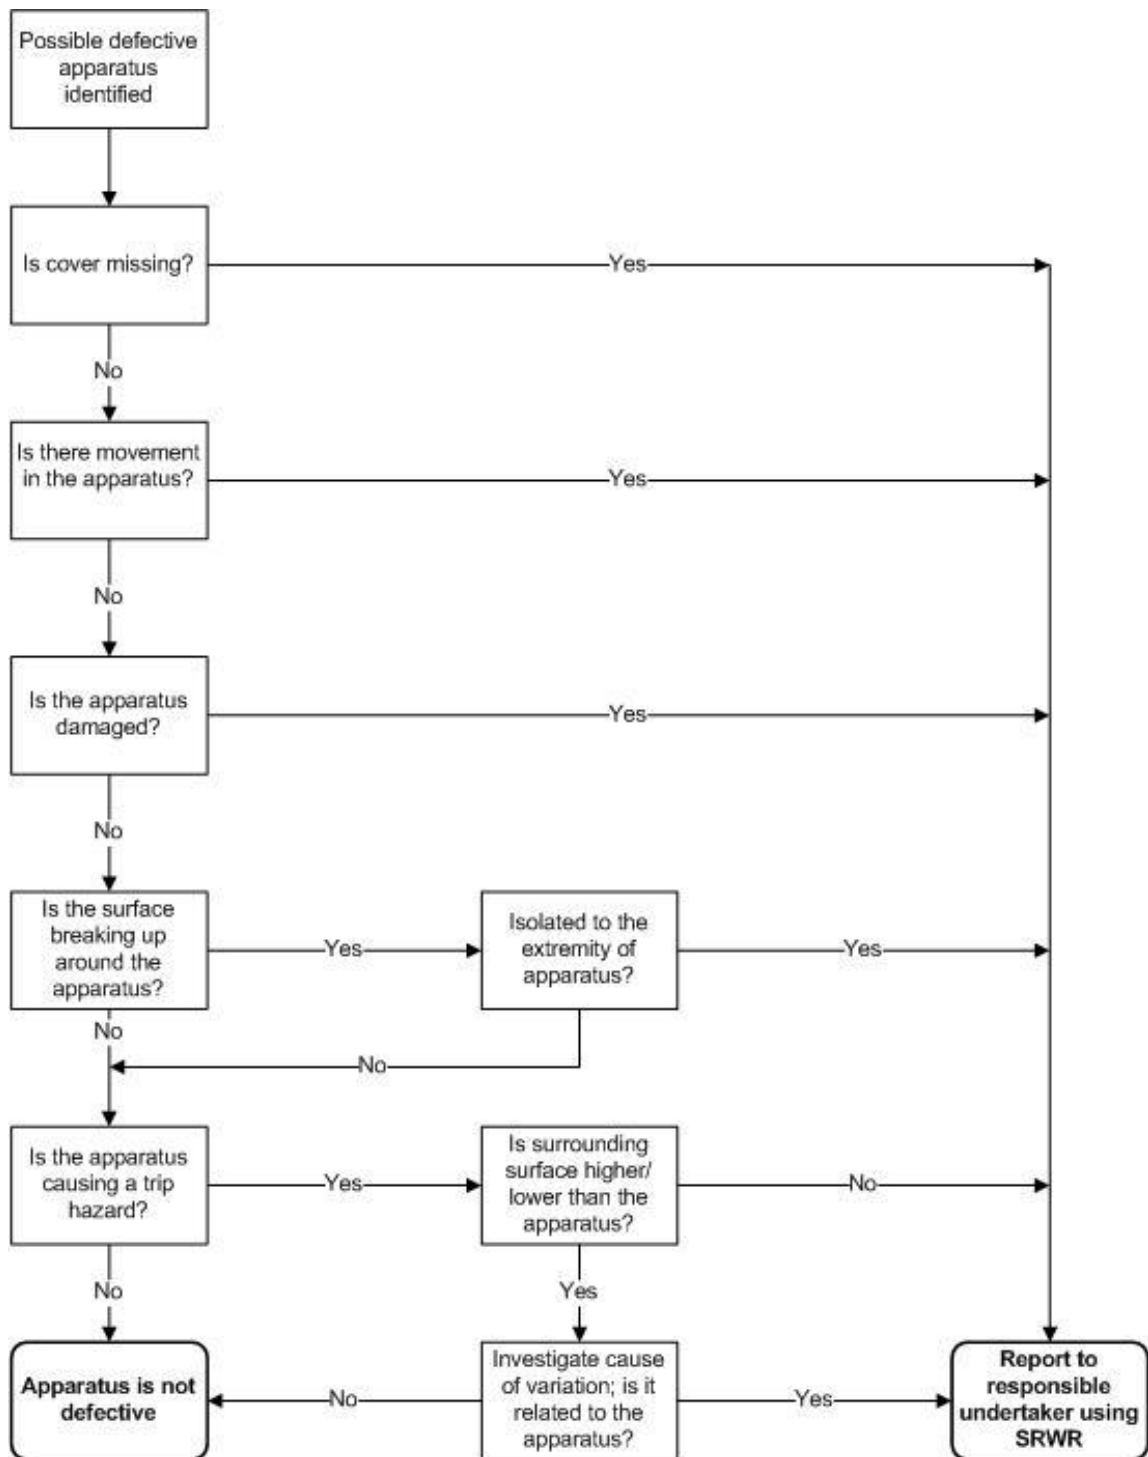 Possible defective
apparatus
identified
Is cover missing?
Yes
No
Is there movement
in the apparatus?
Yes
No
Is the apparatus
damaged?
Yes
No
Is the surface
breaking up
around the
apparatus?
Yes
Isolated to the
extremity of
apparatus?
Yes
No
No
Is the apparatus
causing a trip
hazard?
Yes
Is surrounding
surface higher/
lower than the
apparatus?
No
No
Yes
Apparatus is not
defective
No
Investigate cause
of variation; is it
related to the
apparatus?
Yes
Report to
responsible
undertaker using
SRWR